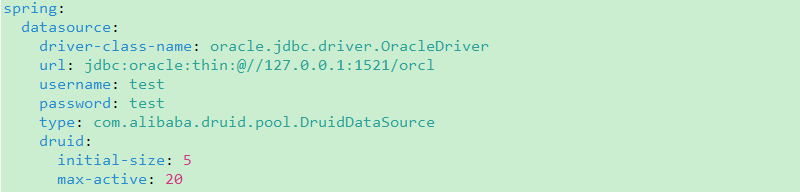 spring:
  datasource:
    driver-class-name: oracle.jdbc.driver.OracleDriver
    url: jdbc:oracle:thin:@//127.0.0.1:1521/orcl
    username: test
    password: test
    type: com.alibaba.druid.pool.DruidDataSource
    druid:
      initial-size: 5
      max-active: 20